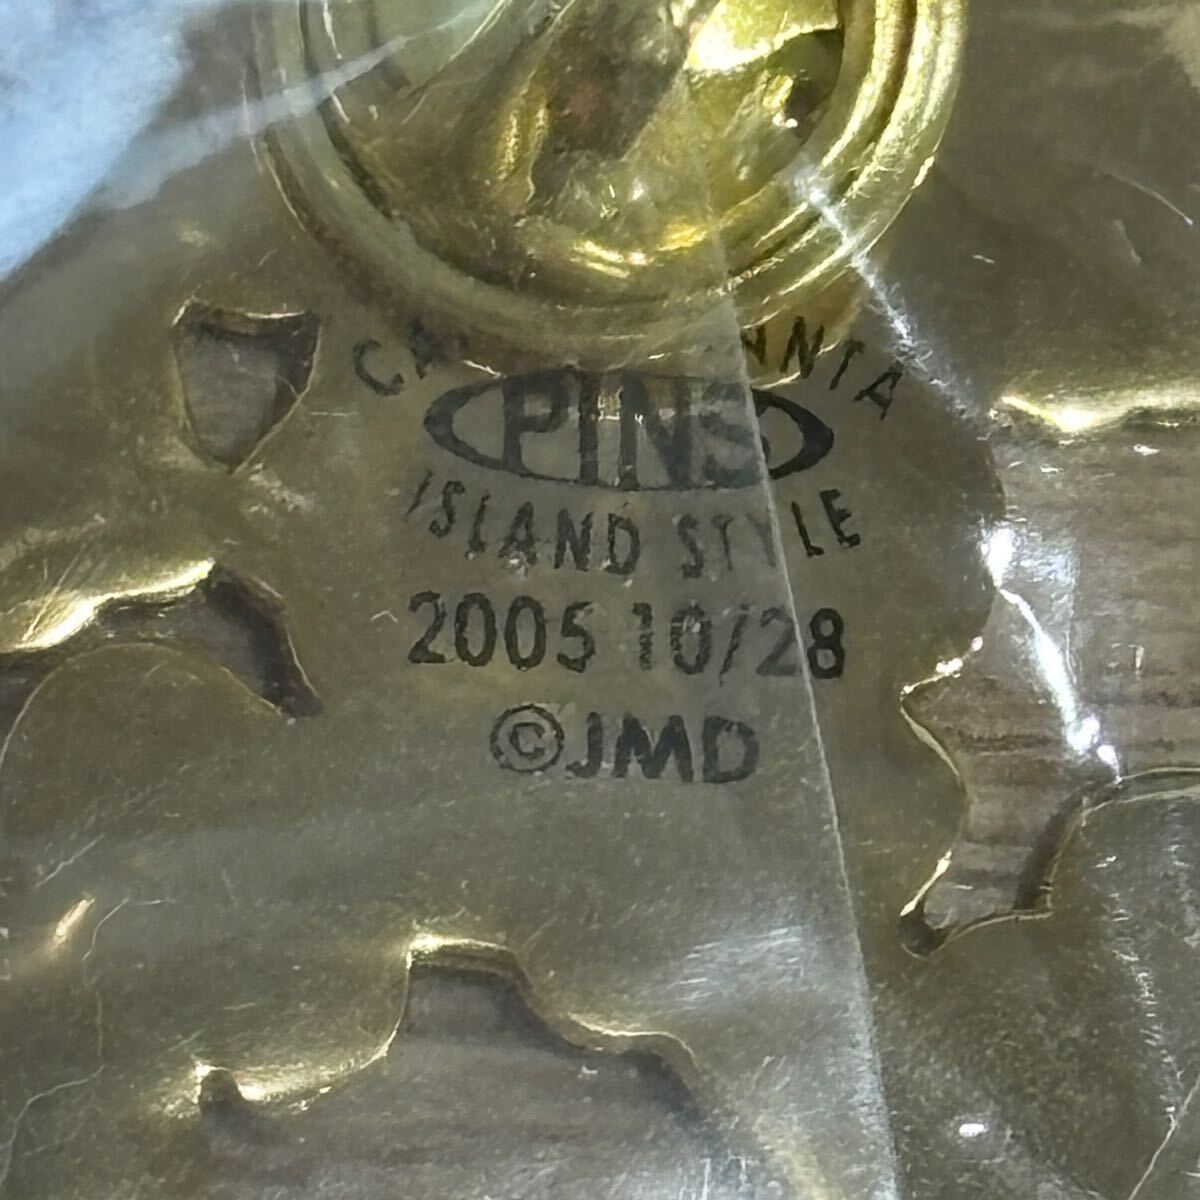 PINS
ISLAND STYLE
2005 10/28
©JMD